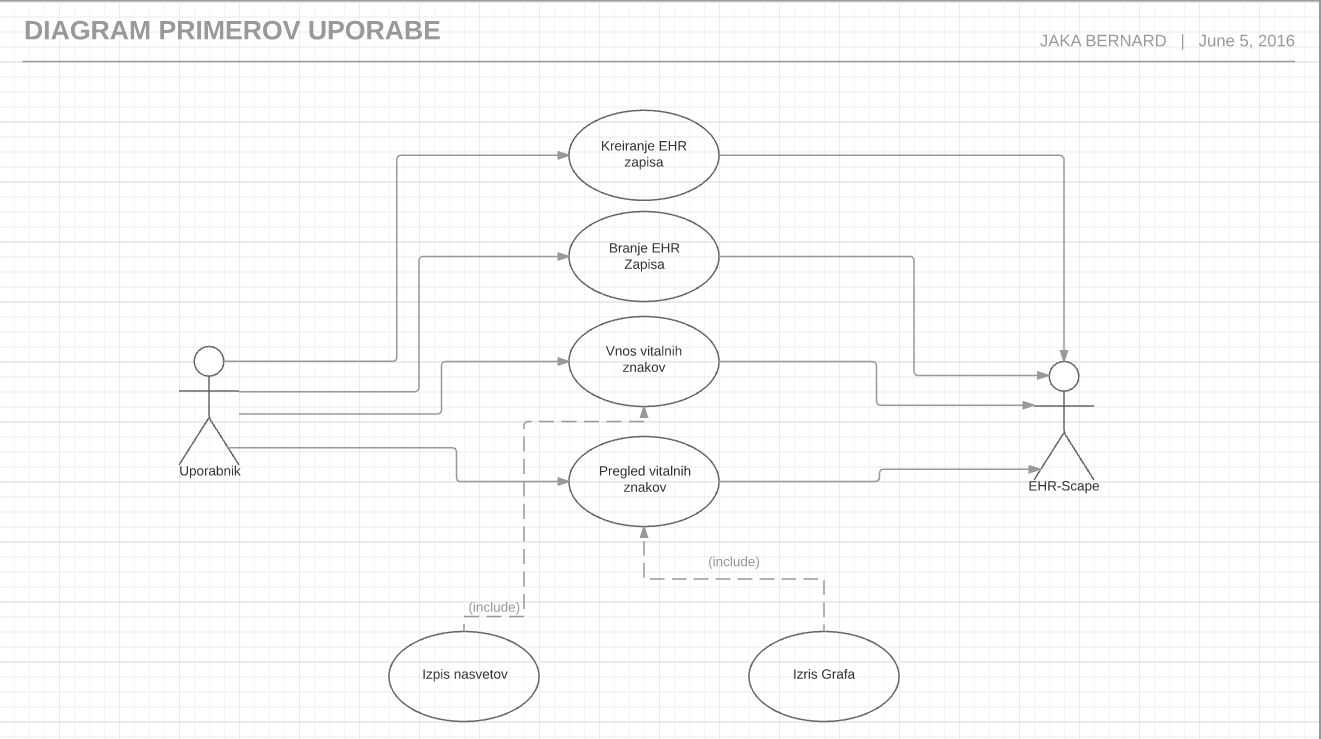 DIAGRAM PRIMEROV UPORABE
JAKA BERNARD | June 5, 2016
Kreiranje EHR
zapisa
Branje EHR
Zapisa
Vnos vitalnih
znakov
Uporabnik
Pregled vitalnih
znakov
EHR-Scape
(include)
(include)
Izpis nasvetov
Izris Grafa